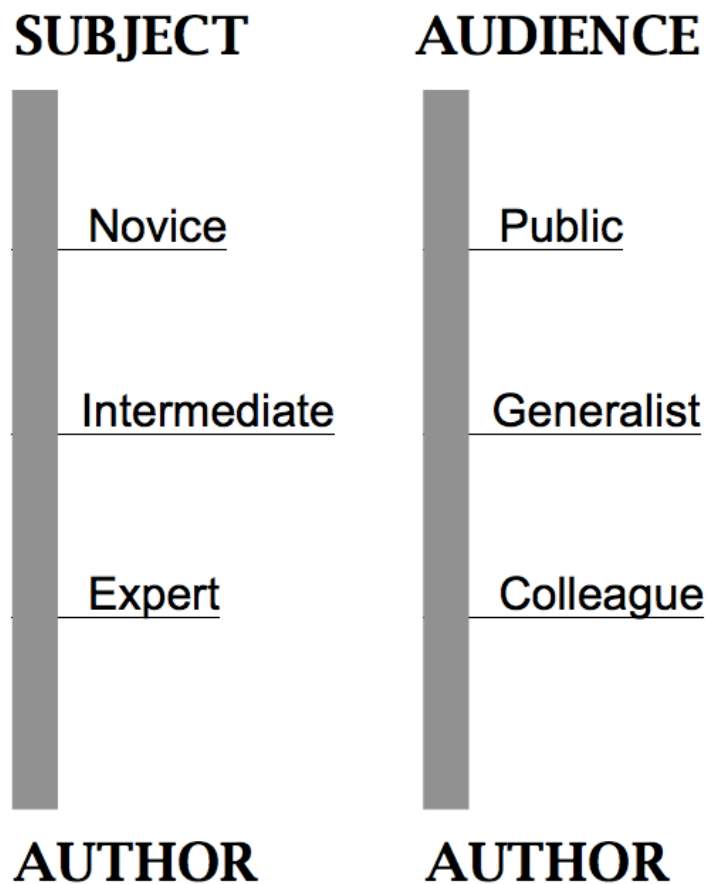 SUBJECT
Novice
Intermediate
Expert
AUTHOR
AUDIENCE
Public
Generalist
Colleague
AUTHOR